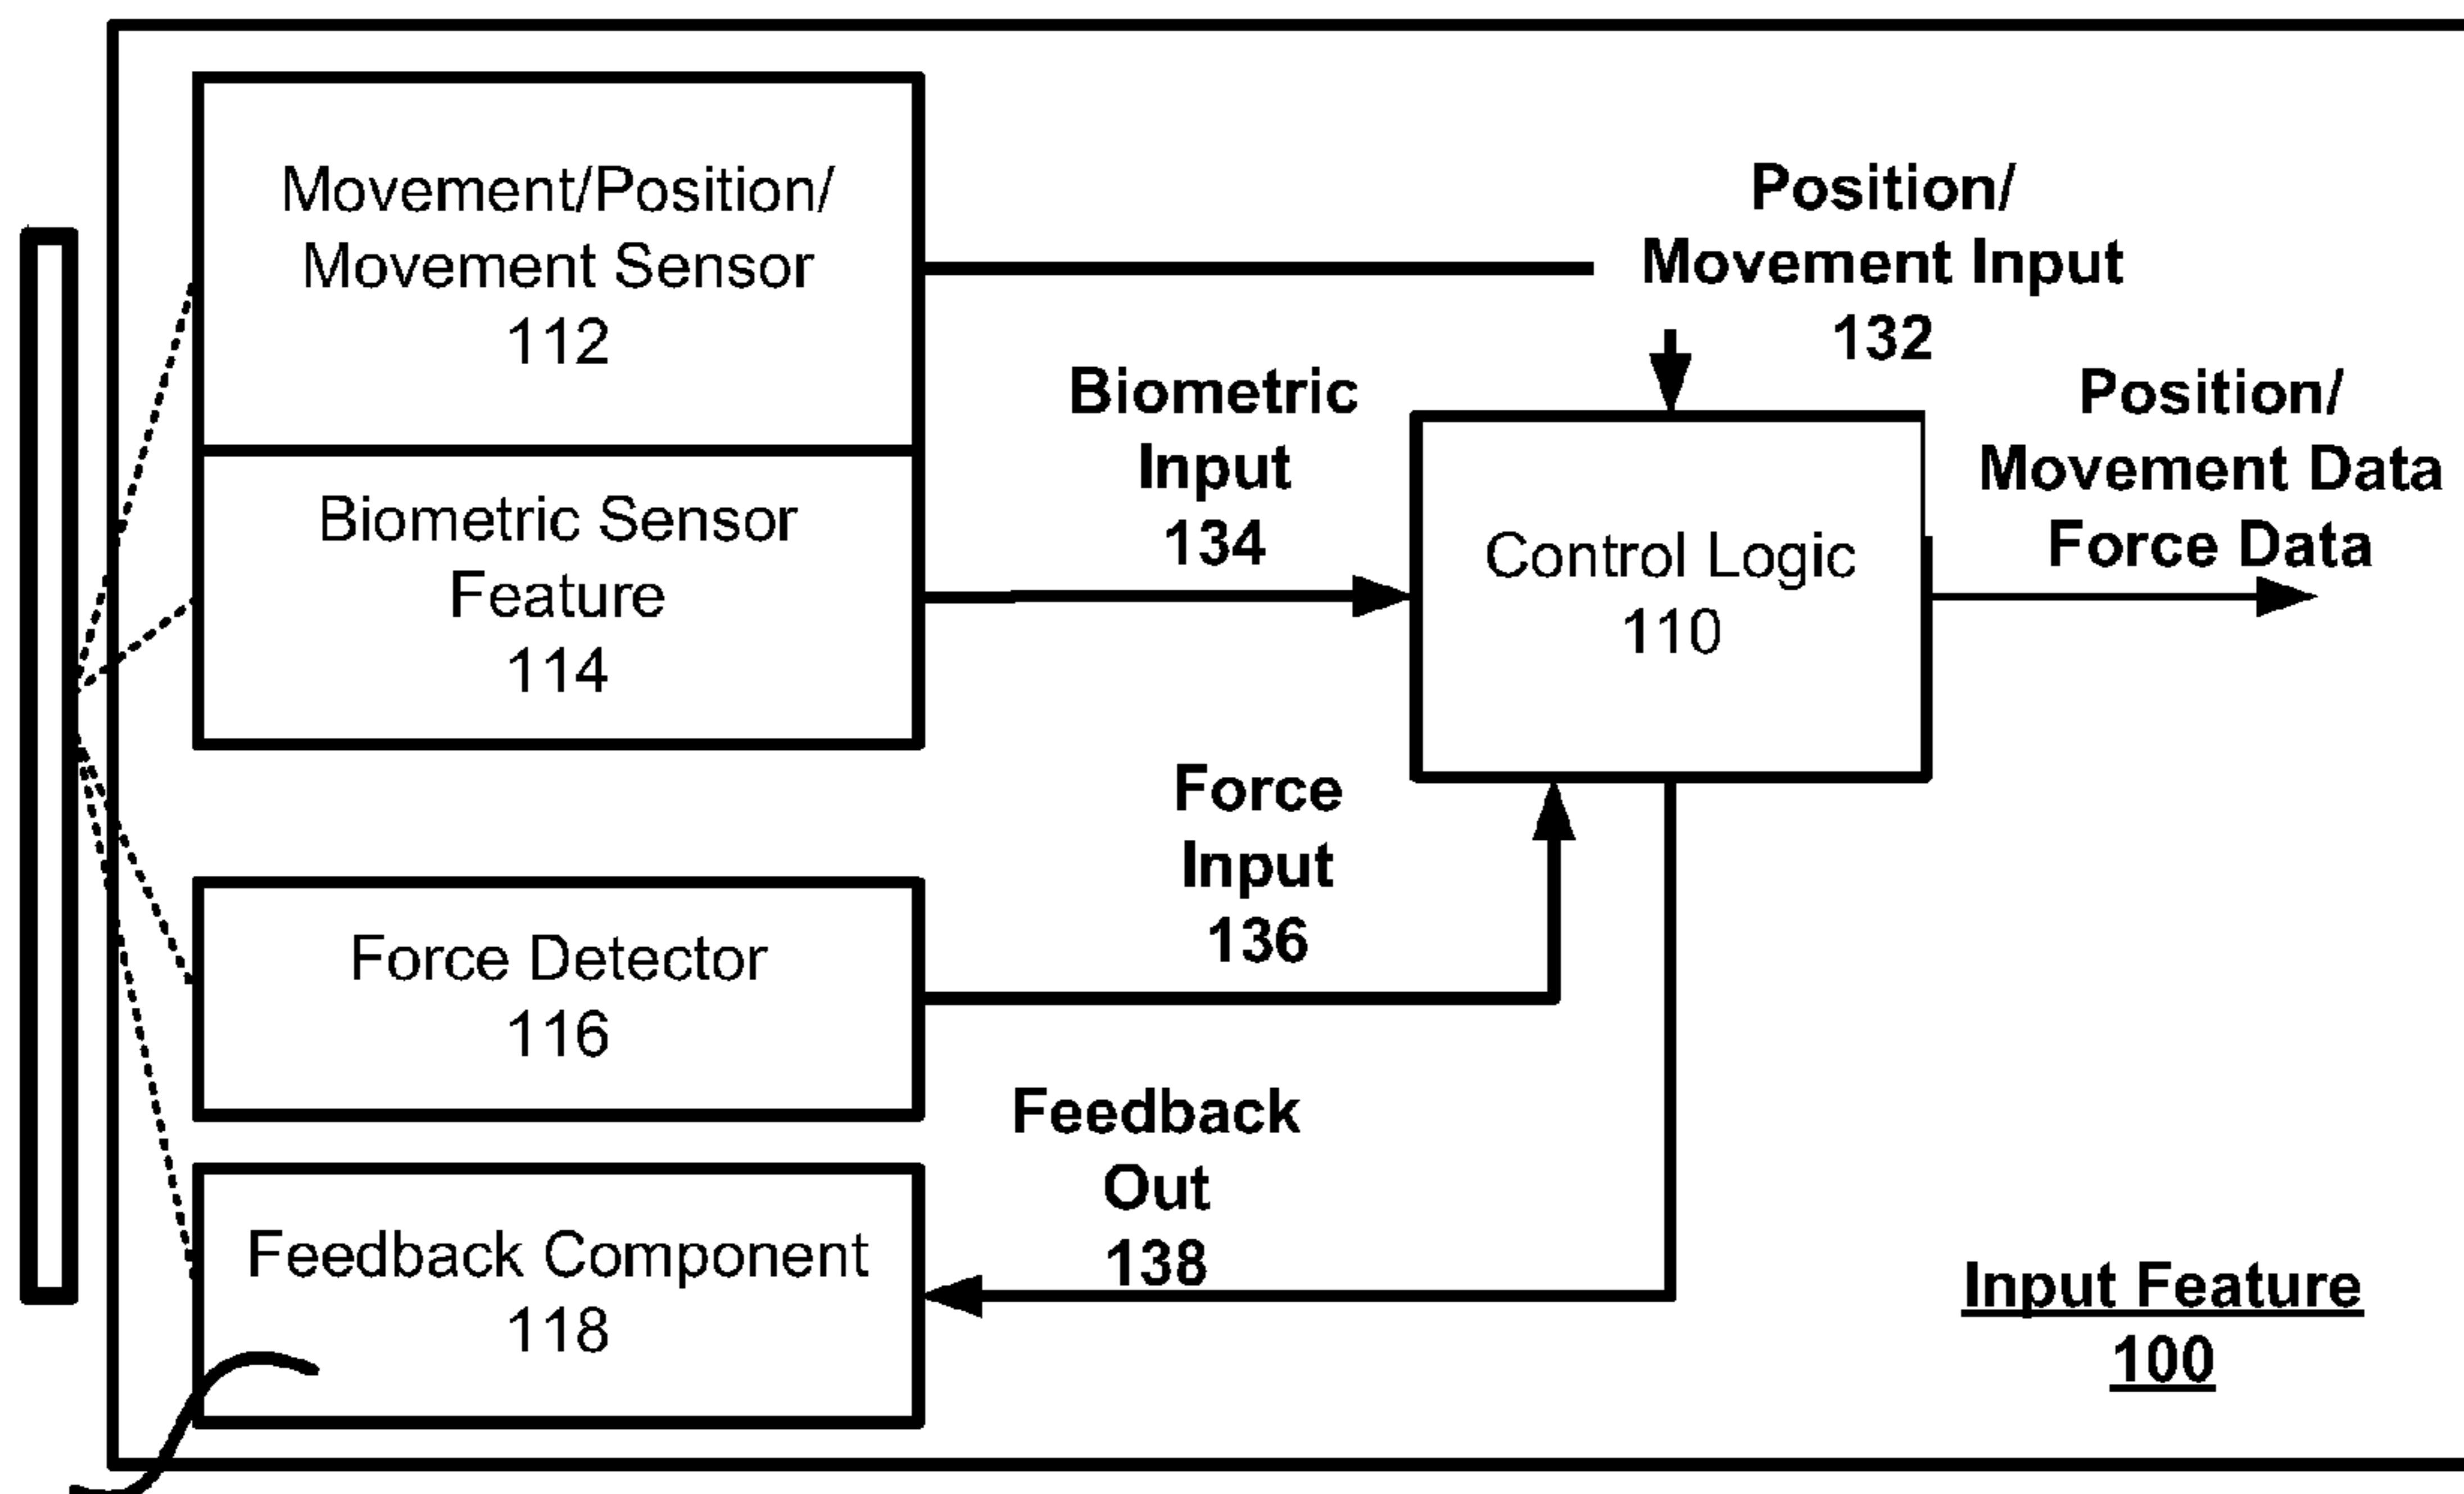 Movement/Position/
Movement Sensor
112
Position/
Movement Input
132
Biometric
Input
134
Position/
Movement Data
Force Data
Biometric Sensor
Feature
114
Control Logic
110
Force
Input
136
Force Detector
116
Feedback
Out
138
Feedback Component
118
Input Feature
100